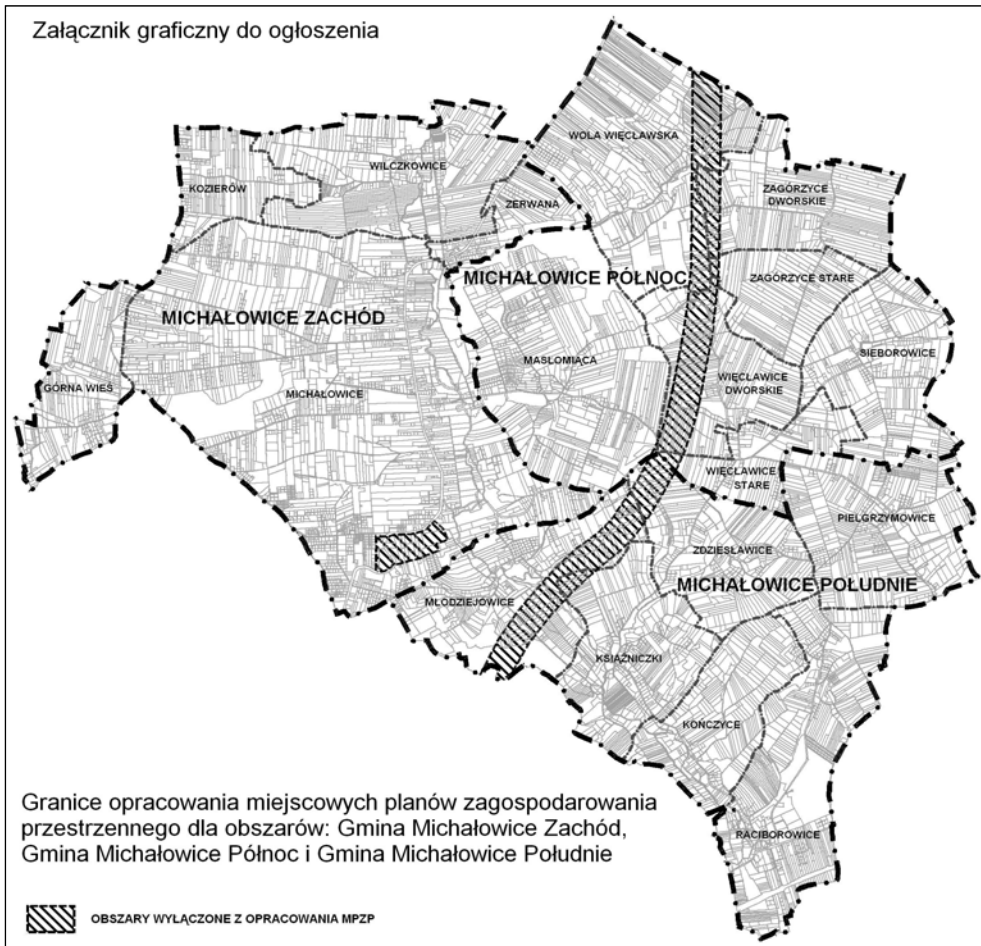 Załącznik graficzny do ogłoszenia
WOLA WIĘCŁAWSKA
WILCZKOWICE
KOZIERÓW
ZAGÓRZYCE
DWORSKIE
ZERWANA
MICHAŁOWICE PÓŁNOC
ZAGÓRZYCE STARE
MICHAŁOWICE ZACHÓD
SIEBOROWICE
MASŁOMIĄCA
GÓRNA WIEŚ
MICHAŁOWICE
WIĘCŁAWICE
DWORSKIE
WIĘCŁAWICE
STARE
PIELGRZYMOWICE
ZDZIESŁAWICE
MICHAŁOWICE POŁUDNIE
MŁODZIEJOWICE
KSIĄŻNICZKI
KOŃCZYCE
Granice opracowania miejscowych planów zagospodarowania
przestrzennego dla obszarów: Gmina Michałowice Zachód,
Gmina Michałowice Północ i Gmina Michałowice Południe
RACIBOROWICE
OBSZARY WYŁĄCZONE Z OPRACOWANIA MPZP